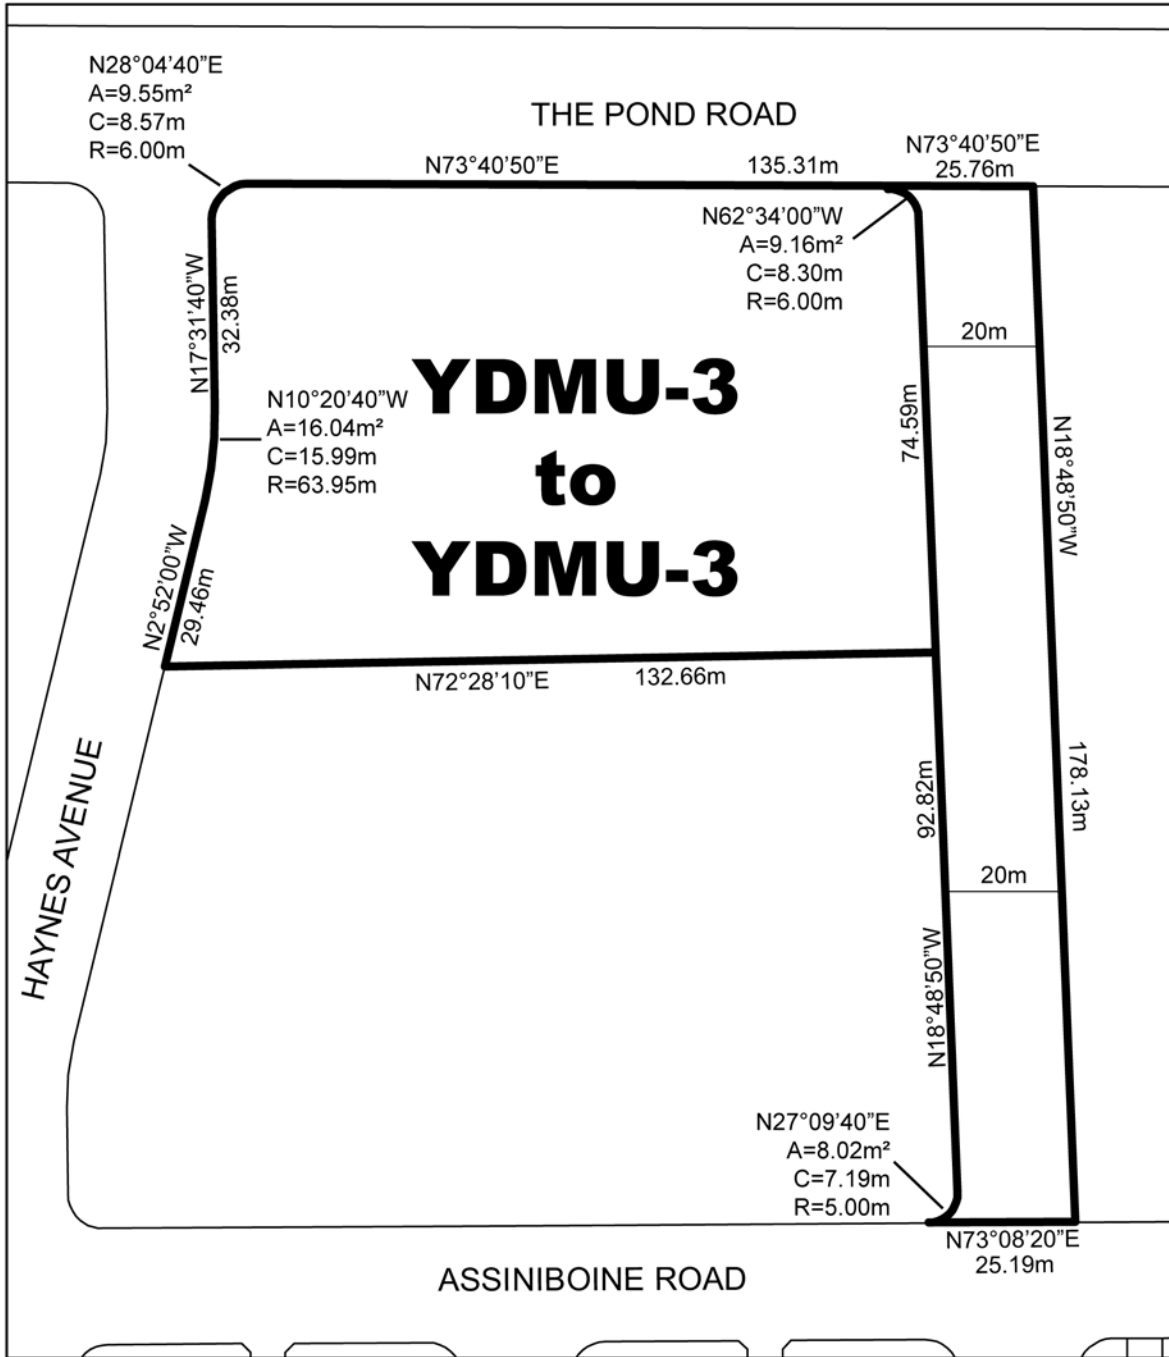 N28°04'40”E
A=9.55m²
C=8.57m
R=6.00m
THE POND ROAD
N73°40'50”E
135.31m
N73°40'50”E
25.76m
N62°34'00”W
A=9.16m²
C=8.30m
R=6.00m
N17°31'40”W
32.38m
20m
YDMU-3
to
YDMU-3
N10°20'40”W
A=16.04m²
C=15.99m
R=63.95m
74.59m
N18°48'50”W
N2°52'00”W
29.46m
N72°28'10”E
132.66m
HAYNES AVENUE
92.82m
178.13m
20m
N18°48'50”W
N27°09'40”E
A=8.02m²
C=7.19m
R=5.00m
N73°08'20”E
25.19m
ASSINIBOINE ROAD